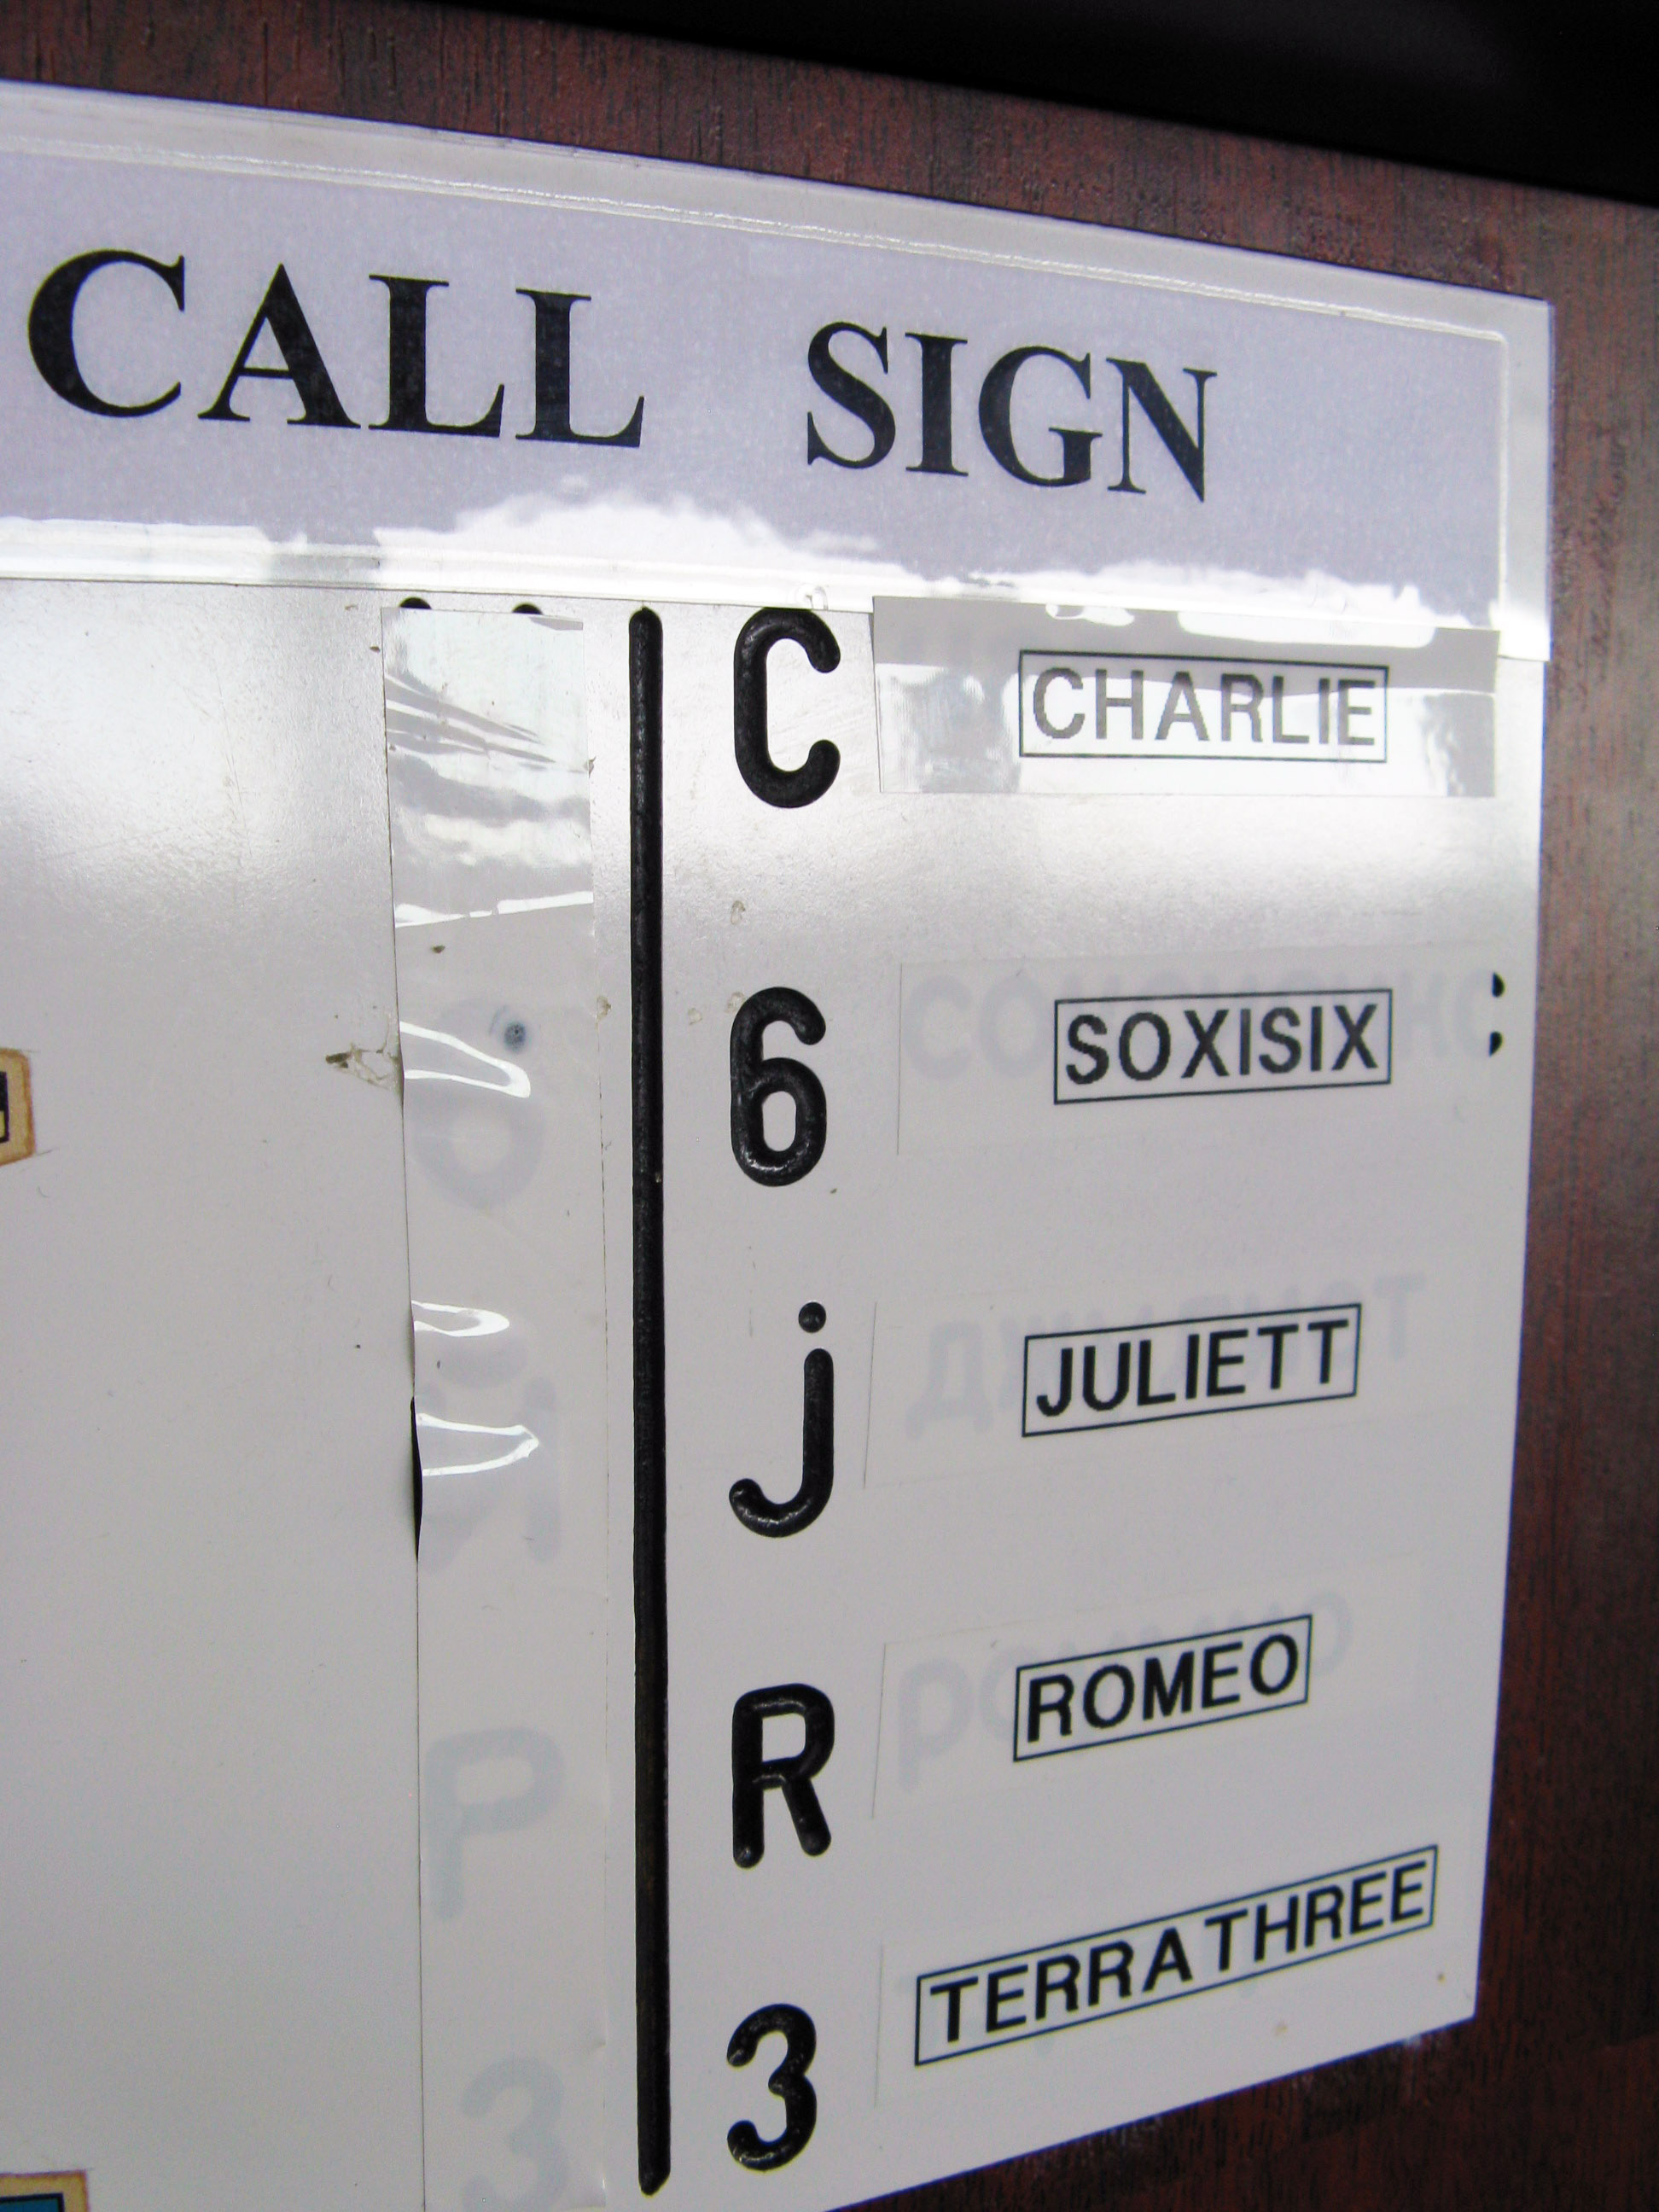 CALL SIGN
C CHARLIE
6 SOXISIX
j JULIETT
R ROMEO
3 TERRATHREE